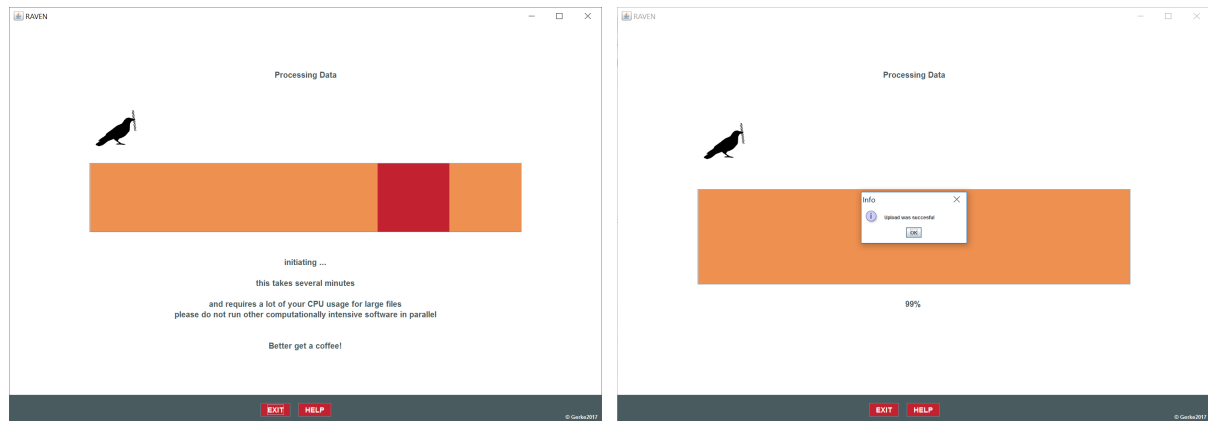 RAVEN
Processing Data
initiating ...
this takes several minutes
and requires a lot of your CPU usage for large files
please do not run other computationally intensive software in parallel
Better get a coffee!
EXIT HELP
© Gerke2017
RAVEN
Processing Data
Info
i
Upload was succesful
OK
99%
EXIT HELP
© Gerke2017